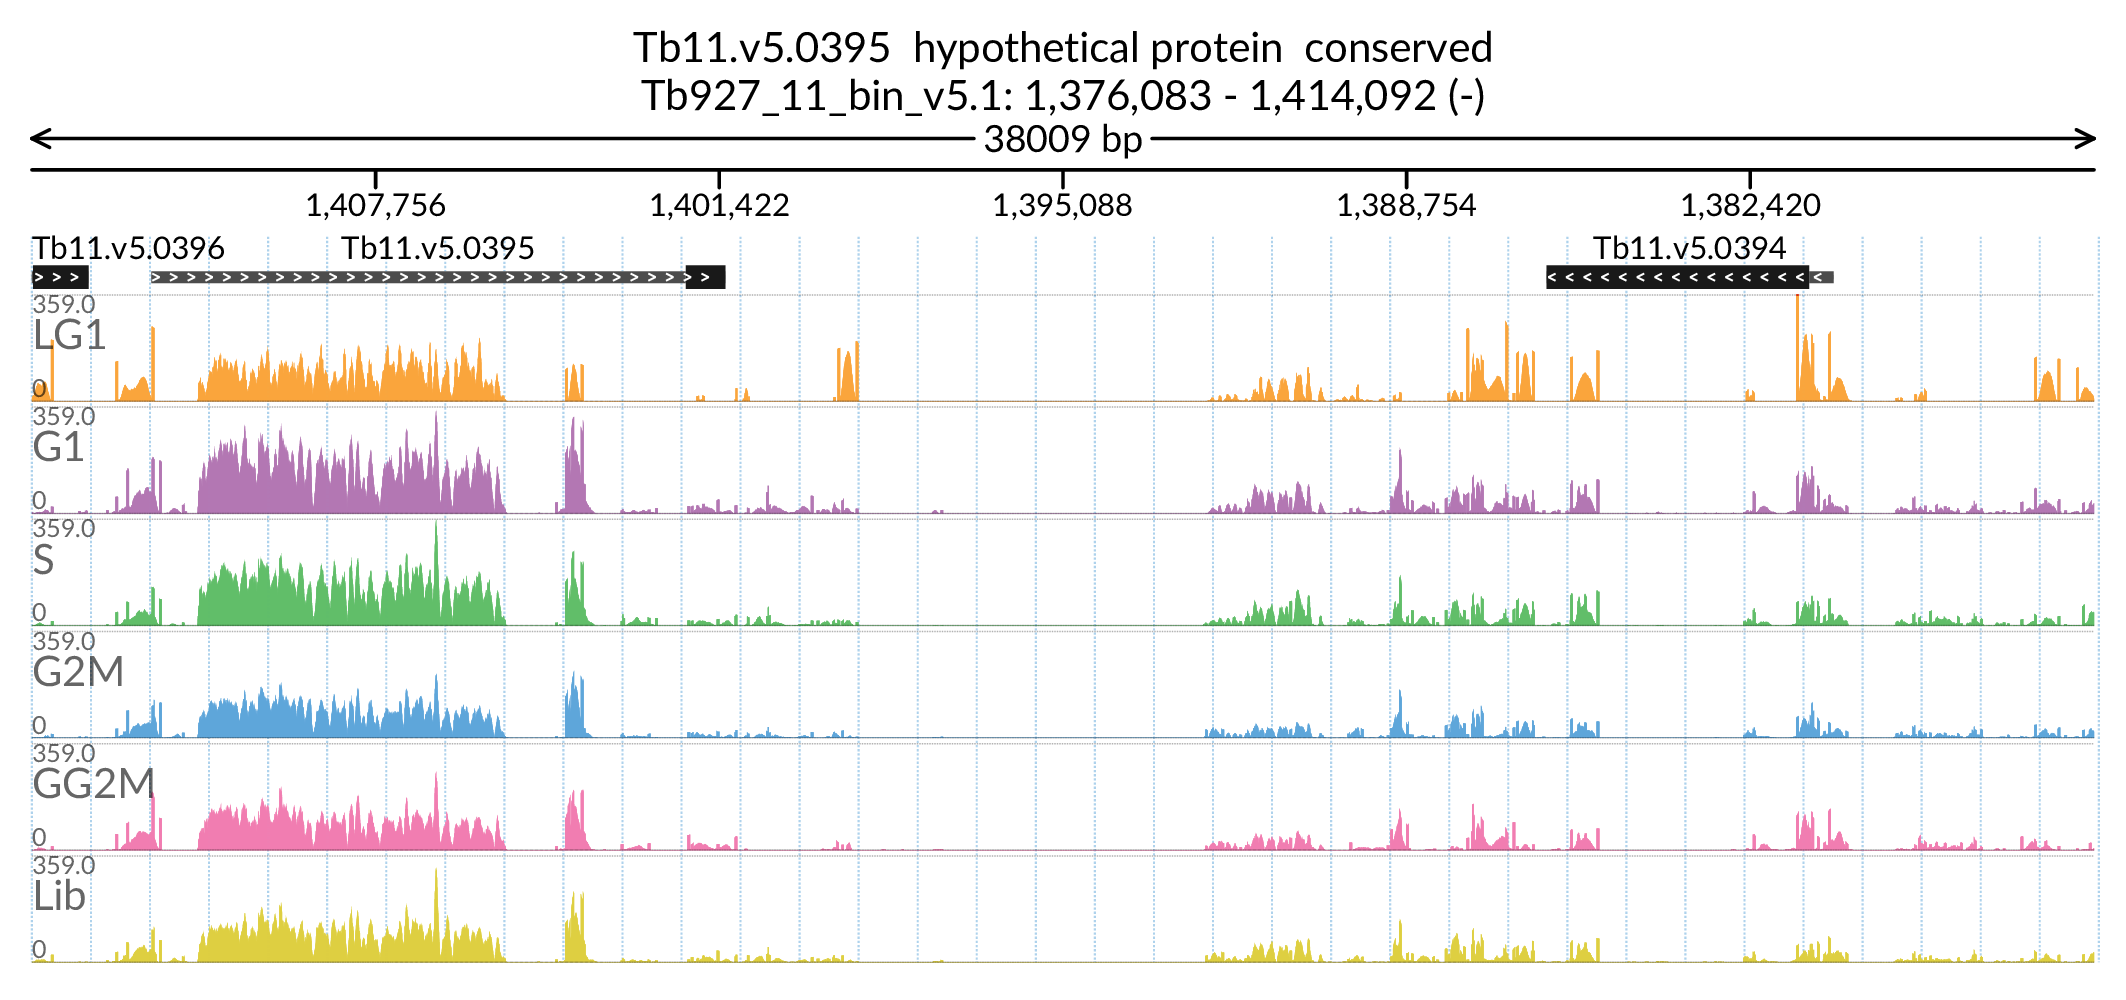 Tb11.v5.0395 hypothetical protein conserved
Tb927_11_bin_v5.1: 1,376,083 - 1,414,092 (-)
38009 bp
1,407,756 1,401,422 1,395,088 1,388,754 1,382,420
Tb11.v5.0396 Tb11.v5.0395 Tb11.v5.0394
359.0
LG1
0
359.0
G1
0
359.0
S
0
359.0
G2M
0
359.0
GG2M
0
359.0
Lib
0